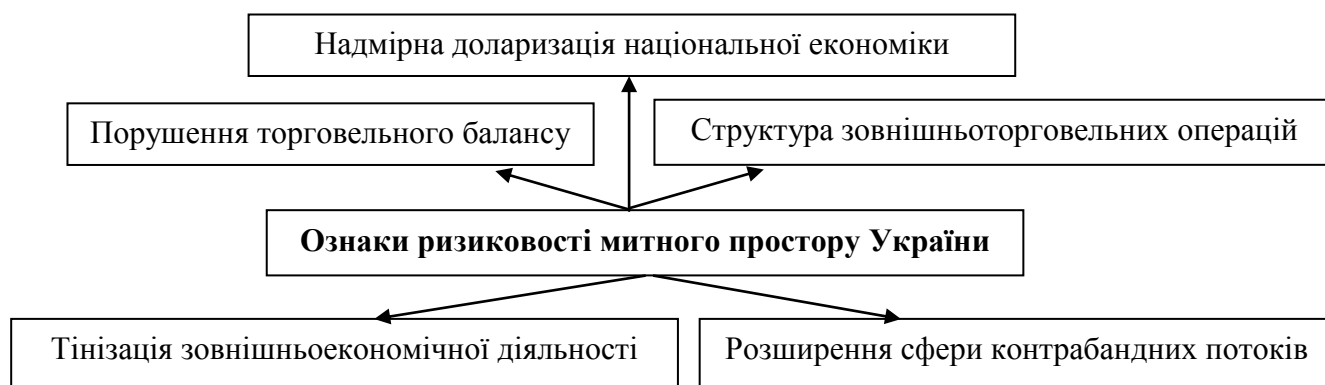 Надмірна доларизація національної економіки
Порушення торговельного балансу
Структура зовнішньоторговельних операцій
Ознаки ризиковості митного простору України
Тінізація зовнішньоекономічної діяльності
Розширення сфери контрабандних потоків